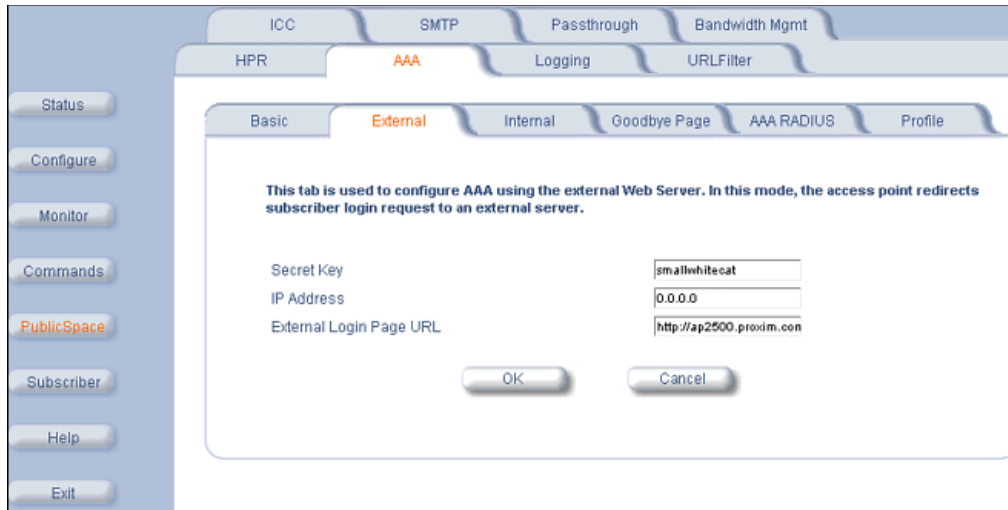 ICC SMTP Passthrough Bandwidth Mgmt
HPR AAA Logging URLFilter
Status
Configure
Monitor
Commands
PublicSpace
Subscriber
Help
Exit
Basic External Internal Goodbye Page AAA RADIUS Profile
This tab is used to configure AAA using the external Web Server. In this mode, the access point redirects
subscriber login request to an external server.
Secret Key smallwhitecat
IP Address 0.0.0.0
External Login Page URL http://ap2500.proxim.con
OK Cancel